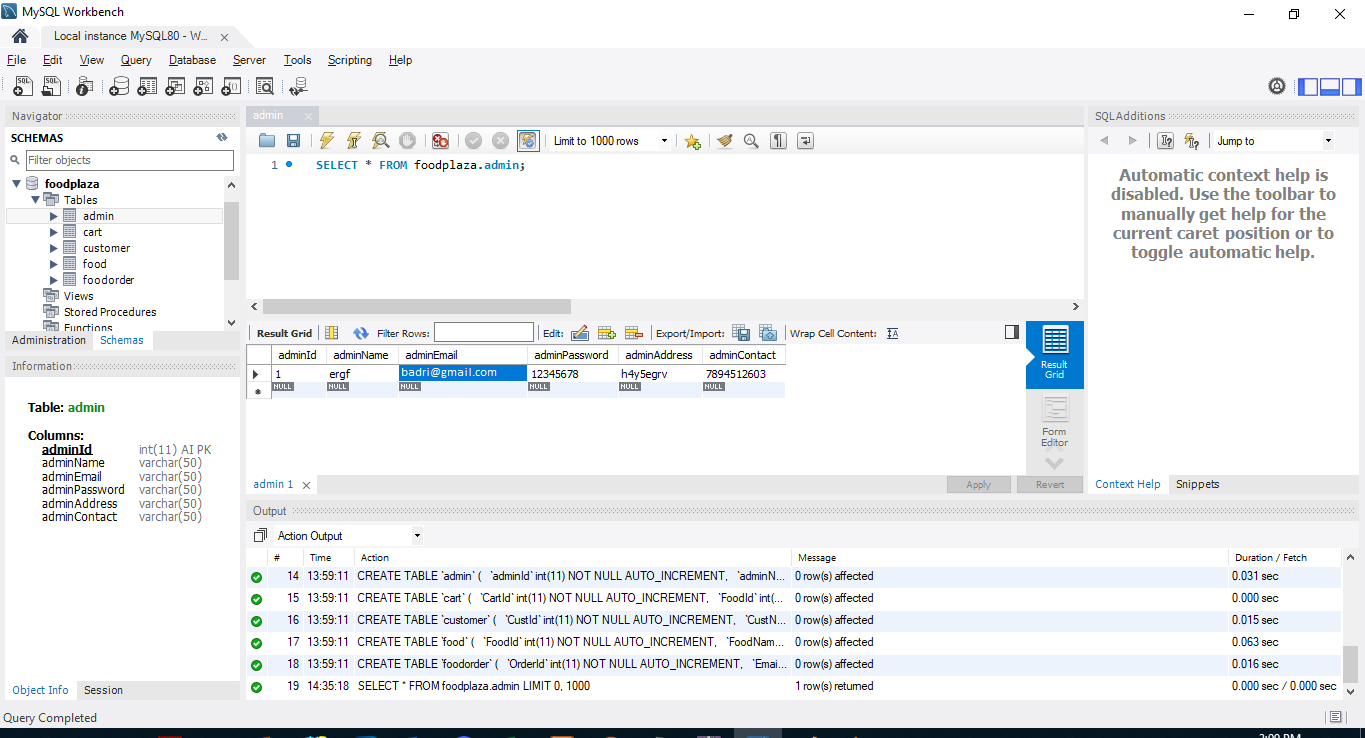 MySQL Workbench
Local instance MySQL80 - W...
File Edit View Query Database Server Tools Scripting Help
Navigator
SCHEMAS
Filter objects
foodplaza
Tables
admin
cart
customer
food
foodorder
Views
Stored Procedures
Functions
Administration Schemas
Information
Table: admin
Columns:
adminId int(11) AI PK
adminName varchar(50)
adminEmail varchar(50)
adminPassword varchar(50)
adminAddress varchar(50)
adminContact varchar(50)
Object Info Session
admin
Limit to 1000 rows
1 SELECT * FROM foodplaza.admin;
Result Grid Filter Rows: Edit: Export/Import: Wrap Cell Content:
adminId adminName adminEmail adminPassword adminAddress adminContact
1 ergf badri@gmail.com 12345678 h4y5egrv 7894512603
NULL NULL NULL NULL NULL NULL
Result
Grid
Form
Editor
admin 1 Apply Revert
SQLAdditions
Jump to
Automatic context help is
disabled. Use the toolbar to
manually get help for the
current caret position or to
toggle automatic help.
Context Help Snippets
Output
Action Output
# Time Action Message Duration / Fetch
14 13:59:11 CREATE TABLE `admin` ( `adminId` int(11) NOT NULL AUTO_INCREMENT, `adminN... 0 row(s) affected 0.031 sec
15 13:59:11 CREATE TABLE `cart` ( `CartId` int(11) NOT NULL AUTO_INCREMENT, `FoodId` int(... 0 row(s) affected 0.000 sec
16 13:59:11 CREATE TABLE `customer` ( `CustId` int(11) NOT NULL AUTO_INCREMENT, `CustN... 0 row(s) affected 0.015 sec
17 13:59:11 CREATE TABLE `food` ( `FoodId` int(11) NOT NULL AUTO_INCREMENT, `FoodNam... 0 row(s) affected 0.063 sec
18 13:59:11 CREATE TABLE `foodorder` ( `OrderId` int(11) NOT NULL AUTO_INCREMENT, `Emai... 0 row(s) affected 0.016 sec
19 14:35:18 SELECT * FROM foodplaza.admin LIMIT 0, 1000 1 row(s) returned 0.000 sec / 0.000 sec
Query Completed